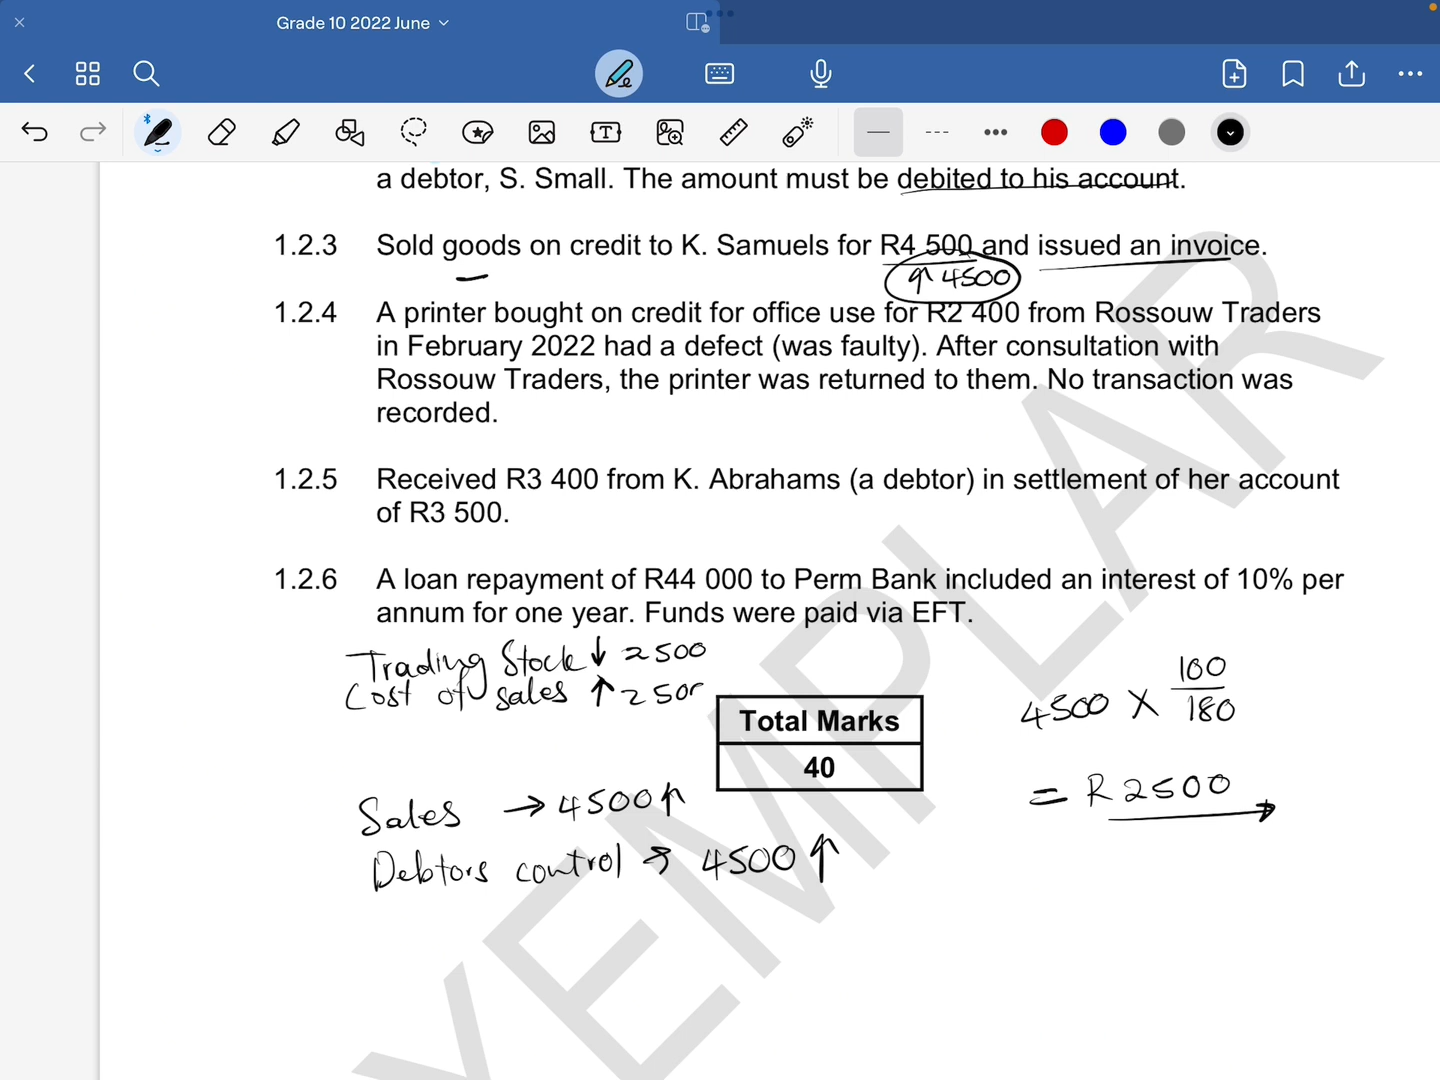 Grade 10 2022 June
a debtor, S. Small. The amount must be debited to his account.
1.2.3 Sold goods on credit to K. Samuels for R4 500 and issued an invoice.
↑ 4500
1.2.4 A printer bought on credit for office use for R2 400 from Rossouw Traders
in February 2022 had a defect (was faulty). After consultation with
Rossouw Traders, the printer was returned to them. No transaction was
recorded.
1.2.5 Received R3 400 from K. Abrahams (a debtor) in settlement of her account
of R3 500.
1.2.6 A loan repayment of R44 000 to Perm Bank included an interest of 10% per
annum for one year. Funds were paid via EFT.
Trading Stock ↓ 2500
Cost of sales ↑ 2500
4500 × 100/180
= R2500
Total Marks
40
Sales → 4500 ↑
Debtors control → 4500 ↑
EXEMPLAR